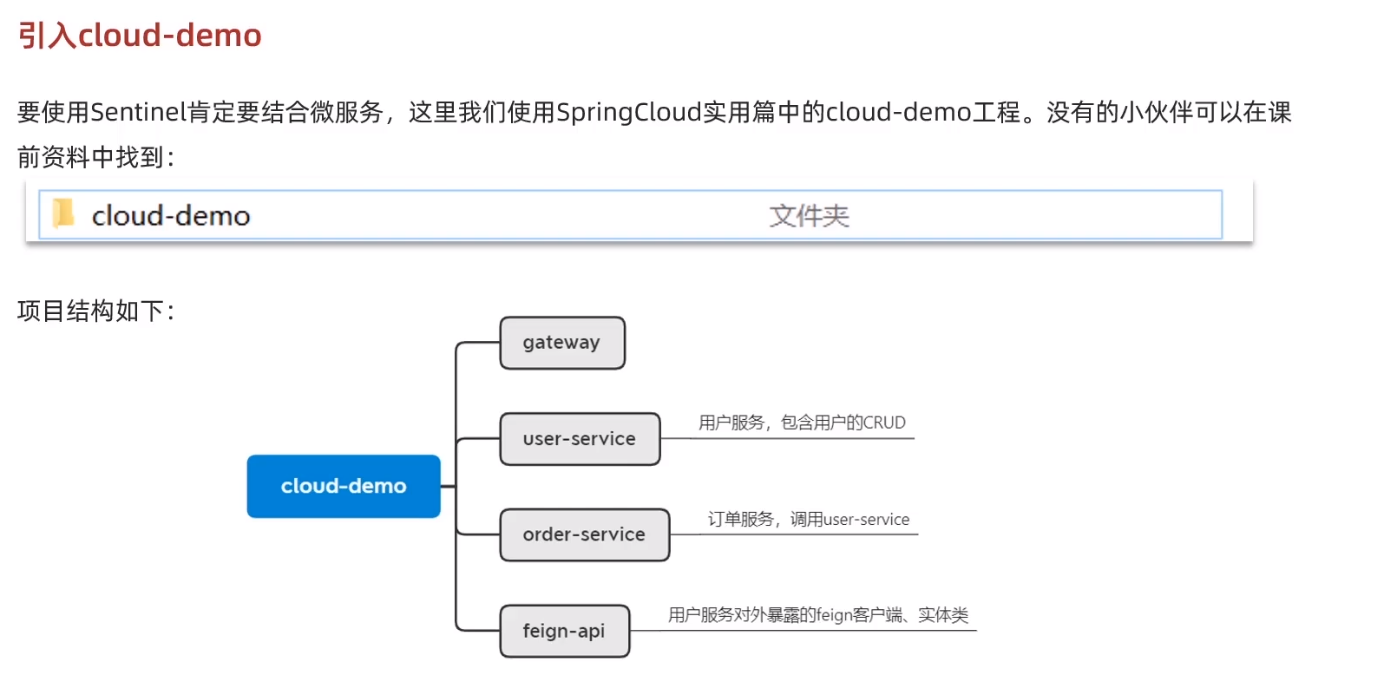 引入cloud-demo
要使用Sentinel肯定要结合微服务，这里我们使用SpringCloud实用篇中的cloud-demo工程。没有的小伙伴可以在课
前资料中找到：
cloud-demo 文件夹
项目结构如下：
gateway
user-service 用户服务，包含用户的CRUD
cloud-demo
order-service 订单服务，调用user-service
feign-api 用户服务对外暴露的feign客户端、实体类